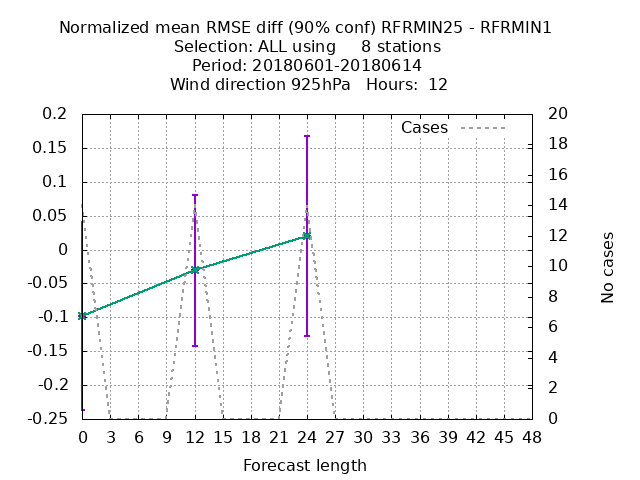 Normalized mean RMSE diff (90% conf) RFRMIN25 - RFRMIN1
Selection: ALL using     8 stations
Period: 20180601-20180614
Wind direction 925hPa   Hours:  12
Cases
0.2
0.15
0.1
0.05
0
-0.05
-0.1
-0.15
-0.2
-0.25
20
18
16
14
12
10
8
6
4
2
0
No cases
0 3 6 9 12 15 18 21 24 27 30 33 36 39 42 45 48
Forecast length